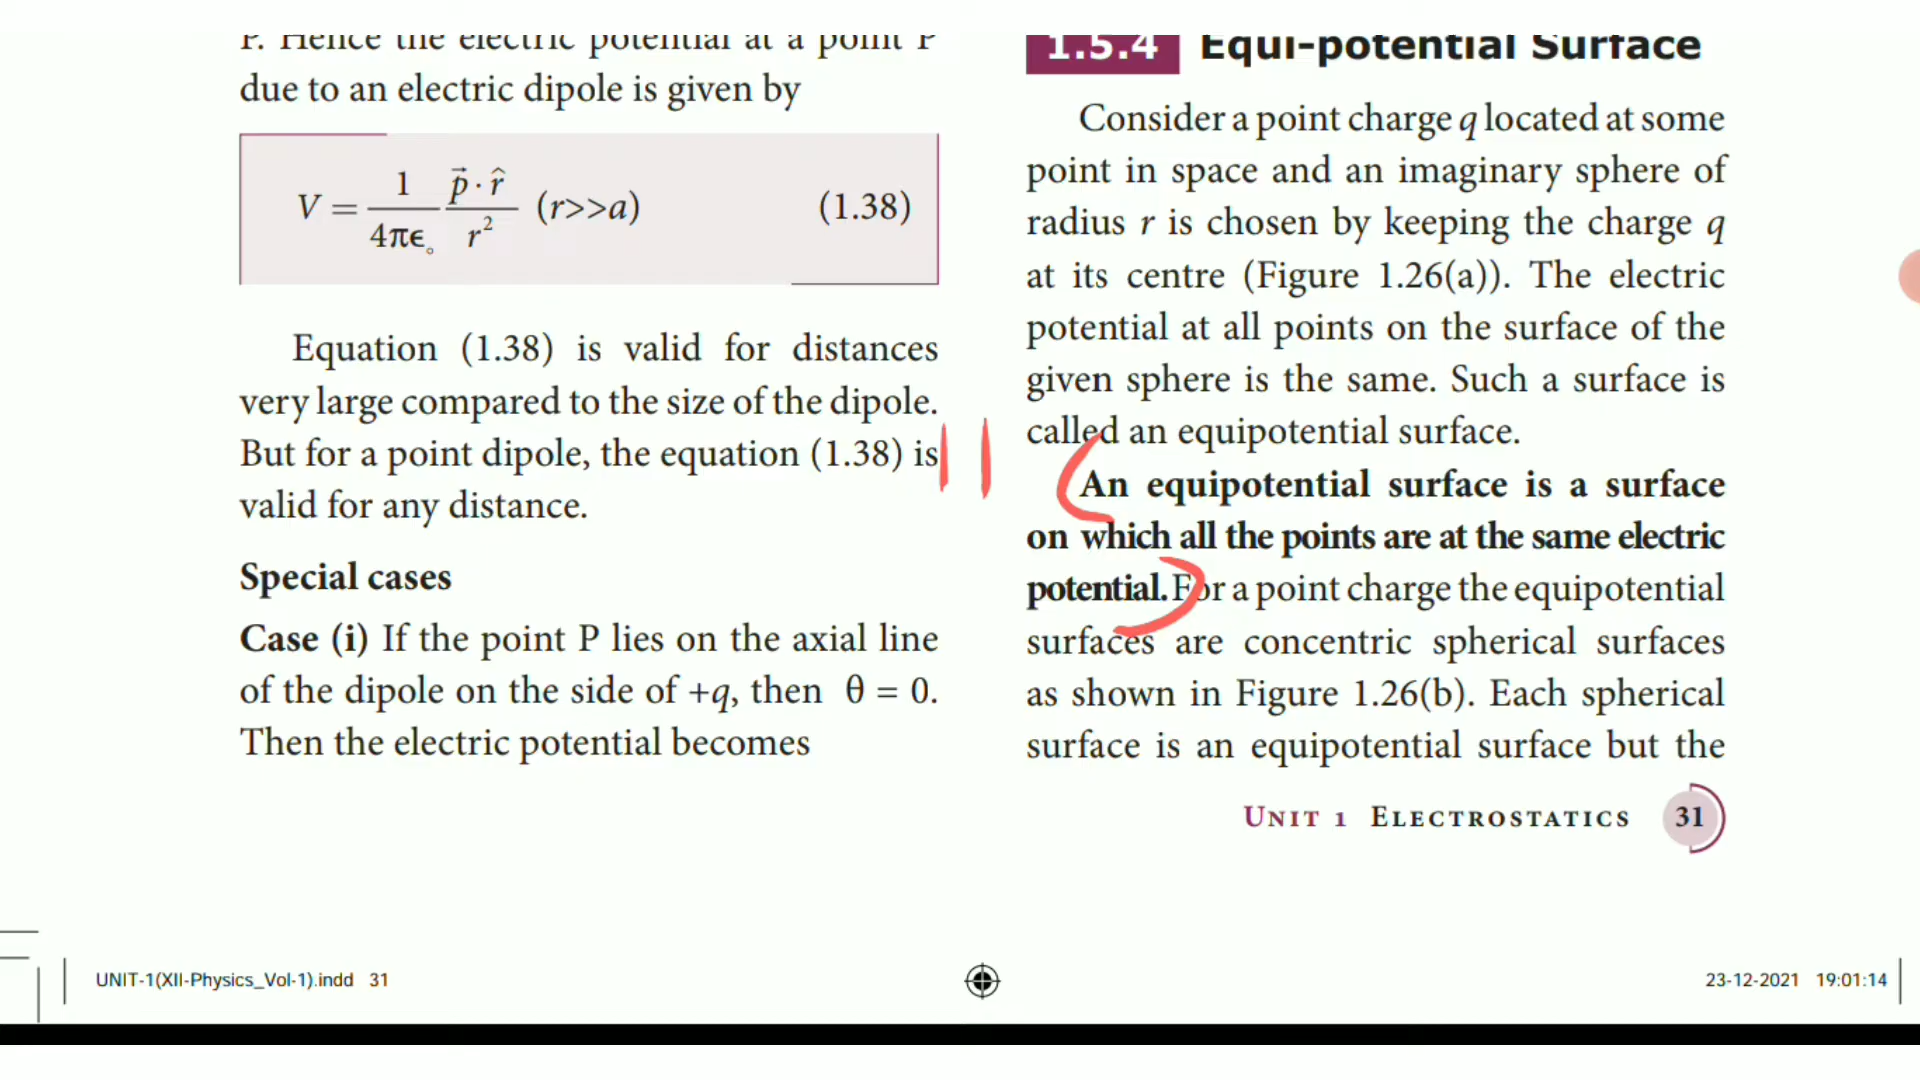 P. Hence the electric potential at a point P
due to an electric dipole is given by
V = 1/4πϵ₀ p⃗ · r̂/r² (r>>a) (1.38)
Equation (1.38) is valid for distances
very large compared to the size of the dipole.
But for a point dipole, the equation (1.38) is
valid for any distance.
Special cases
Case (i) If the point P lies on the axial line
of the dipole on the side of +q, then θ = 0.
Then the electric potential becomes
1.5.4 Equi-potential Surface
Consider a point charge q located at some
point in space and an imaginary sphere of
radius r is chosen by keeping the charge q
at its centre (Figure 1.26(a)). The electric
potential at all points on the surface of the
given sphere is the same. Such a surface is
called an equipotential surface.
An equipotential surface is a surface
on which all the points are at the same electric
potential. For a point charge the equipotential
surfaces are concentric spherical surfaces
as shown in Figure 1.26(b). Each spherical
surface is an equipotential surface but the
UNIT 1 ELECTROSTATICS 31
UNIT-1(XII-Physics_Vol-1).indd 31
23-12-2021 19:01:14